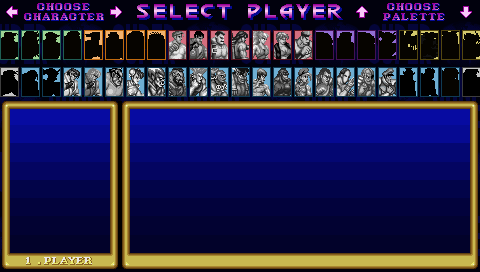 CHOOSE
CHARACTER
SELECT PLAYER
CHOOSE
PALETTE
1 .PLAYER